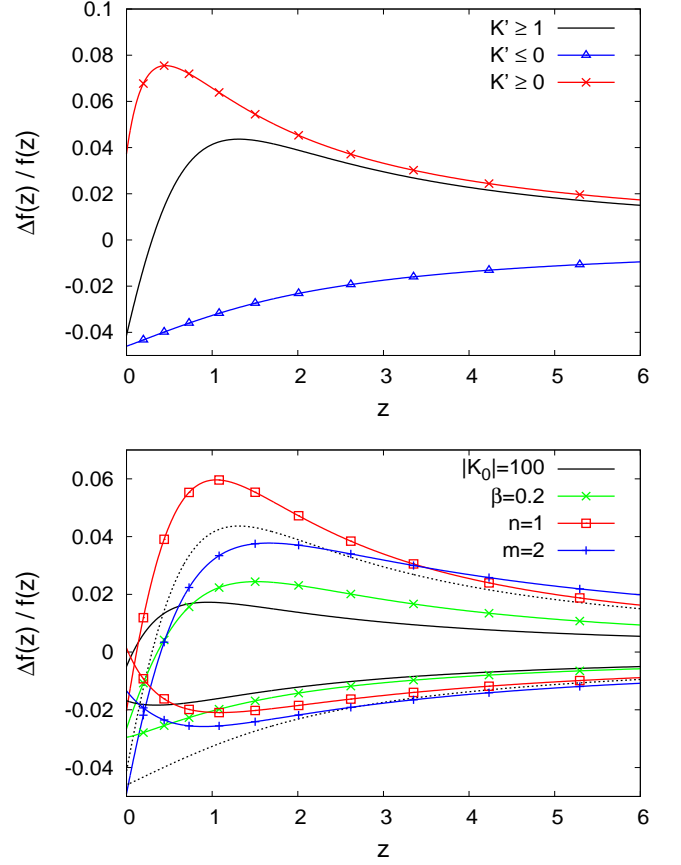 0.1
0.08
0.06
0.04
0.02
0
-0.02
-0.04
Δf(z) / f(z)
K' ≥ 1
K' ≤ 0
K' ≥ 0
0 1 2 3 4 5 6
z
0.06
0.04
0.02
0
-0.02
-0.04
Δf(z) / f(z)
|K₀|=100
β=0.2
n=1
m=2
0 1 2 3 4 5 6
z